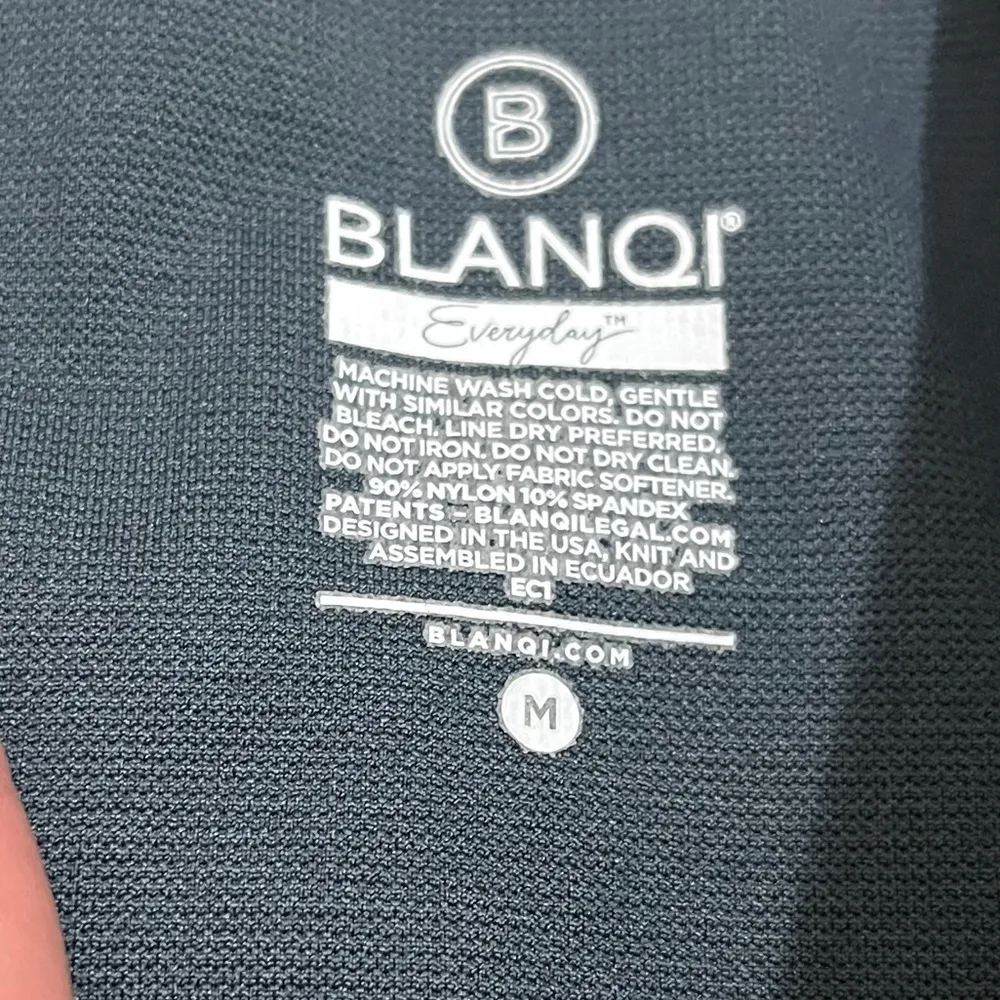 B
BLANQI®
Everyday™
MACHINE WASH COLD, GENTLE
WITH SIMILAR COLORS. DO NOT
BLEACH. LINE DRY PREFERRED.
DO NOT IRON. DO NOT DRY CLEAN.
DO NOT APPLY FABRIC SOFTENER.
90% NYLON 10% SPANDEX
PATENTS – BLANQILEGAL.COM
DESIGNED IN THE USA, KNIT AND
ASSEMBLED IN ECUADOR
EC1
BLANQI.COM
M